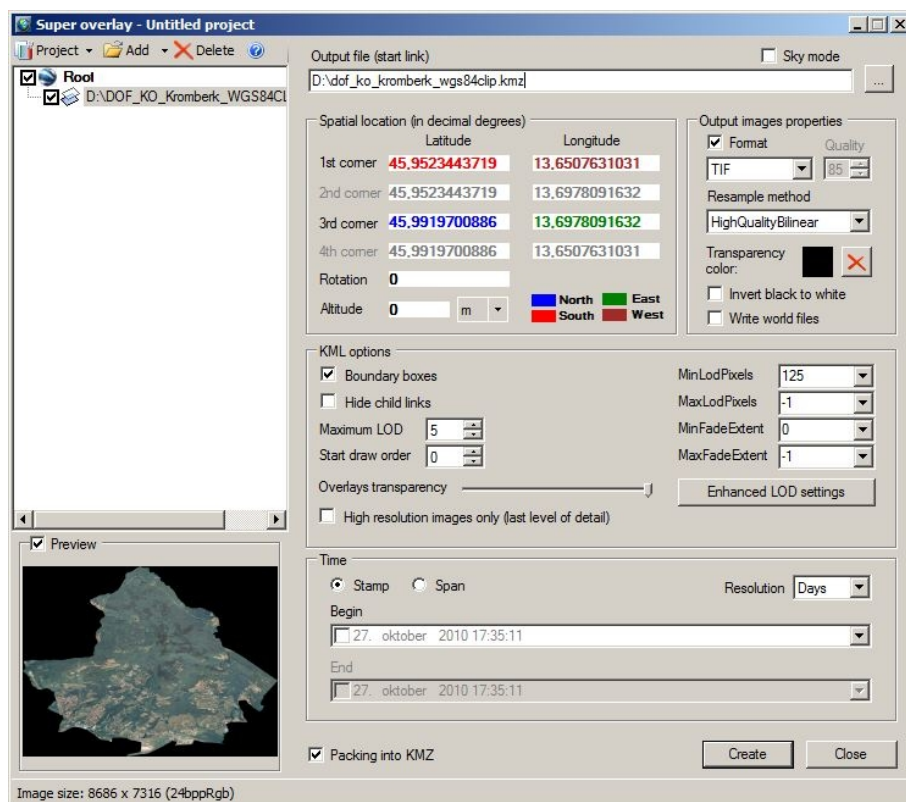 Super overlay - Untitled project
Project Add Delete
Root
D:\DOF_KO_Kromberk_WGS84CL
Output file (start link)
Sky mode
D:\dof_ko_kromberk_wgs84clip.kmz
...
Spatial location (in decimal degrees)
Latitude Longitude
1st corner 45,9523443719 13,6507631031
2nd corner 45,9523443719 13,6978091632
3rd corner 45,9919700886 13,6978091632
4th corner 45,9919700886 13,6507631031
Rotation 0
Altitude 0 m
North East
South West
Output images properties
Format Quality
TIF 85
Resample method
HighQualityBilinear
Transparency
color:
Invert black to white
Write world files
KML options
Boundary boxes
Hide child links
Maximum LOD 5
Start draw order 0
Overlays transparency
High resolution images only (last level of detail)
MinLodPixels 125
MaxLodPixels -1
MinFadeExtent 0
MaxFadeExtent -1
Enhanced LOD settings
Preview
Time
Stamp Span
Resolution Days
Begin
27. oktober 2010 17:35:11
End
27. oktober 2010 17:35:11
Packing into KMZ
Create Close
Image size: 8686 x 7316 (24bppRgb)